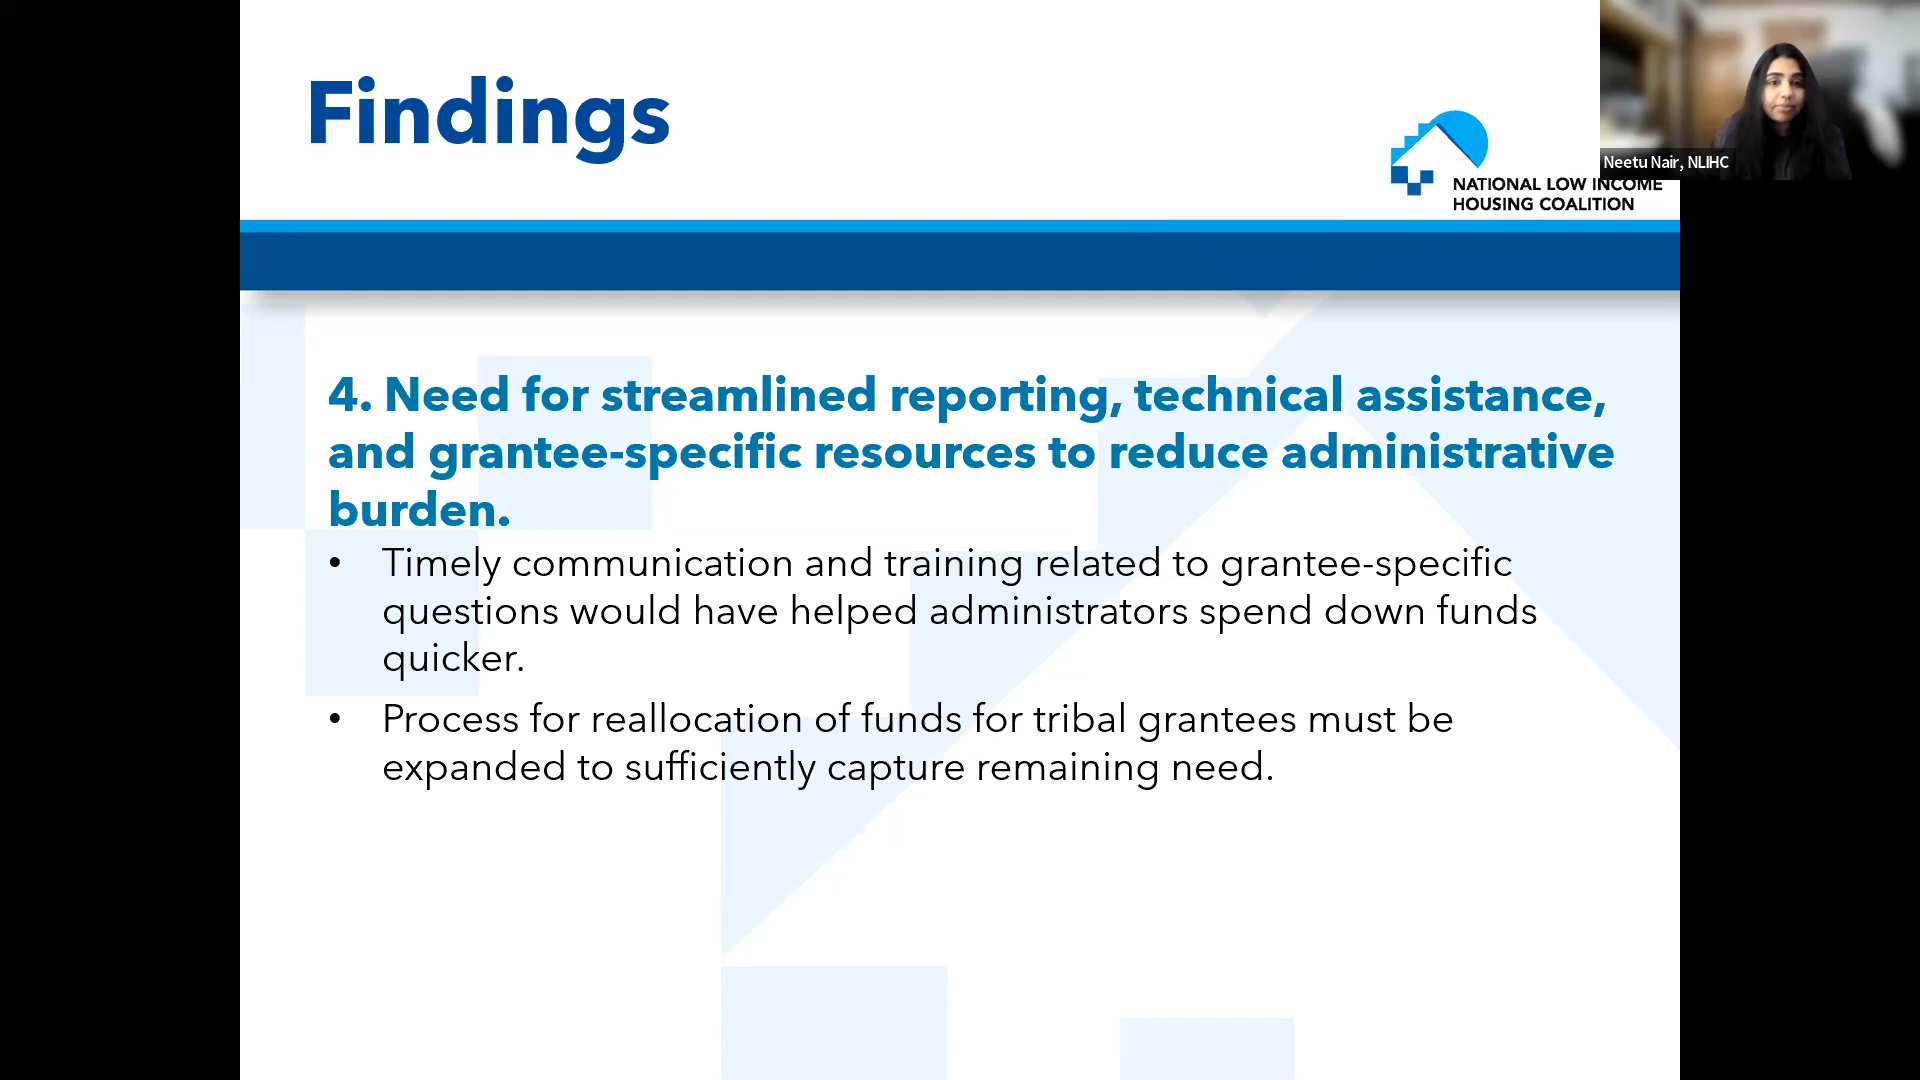 Findings
Neetu Nair, NLIHC
NATIONAL LOW INCOME
HOUSING COALITION
4. Need for streamlined reporting, technical assistance,
and grantee-specific resources to reduce administrative
burden.
• Timely communication and training related to grantee-specific
questions would have helped administrators spend down funds
quicker.
• Process for reallocation of funds for tribal grantees must be
expanded to sufficiently capture remaining need.